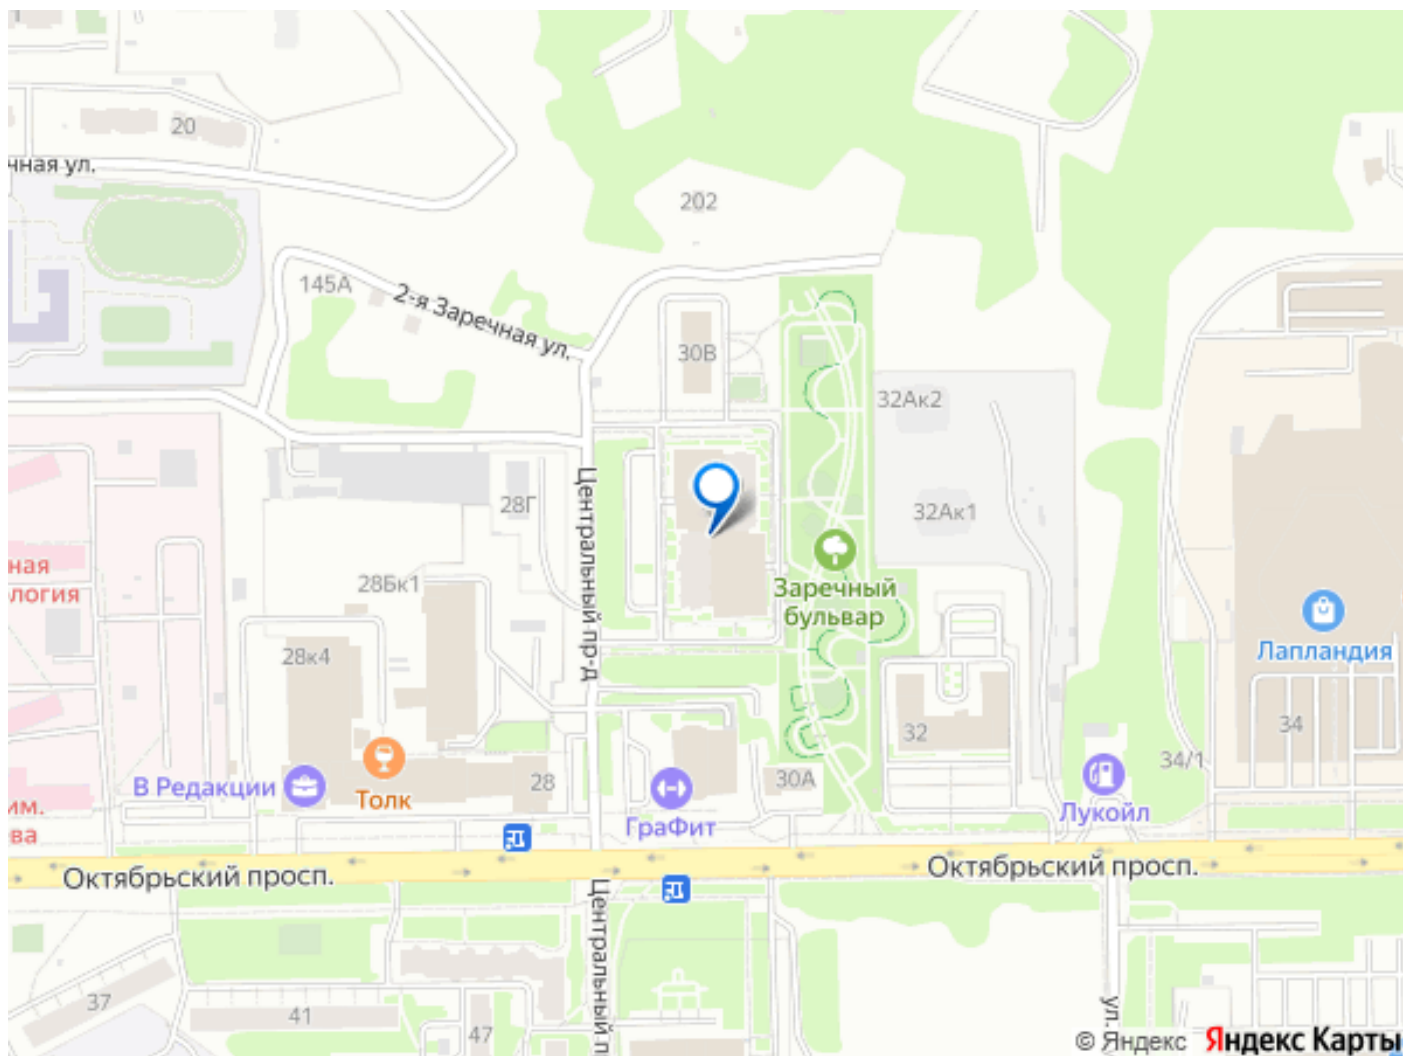 20
чная ул.
202
145А
2-я Заречная ул.
30В
32Ак2
Центральный пр-д
28Г
32Ак1
ная
логия
28Бк1
Заречный
бульвар
Лапландия
28к4
32
34
34/1
В Редакции
Толк
28
ГраФит
30А
Лукойл
им.
ва
Октябрьский просп.
Октябрьский просп.
Центральный п
37
41
47
ул.
© Яндекс Яндекс Карты